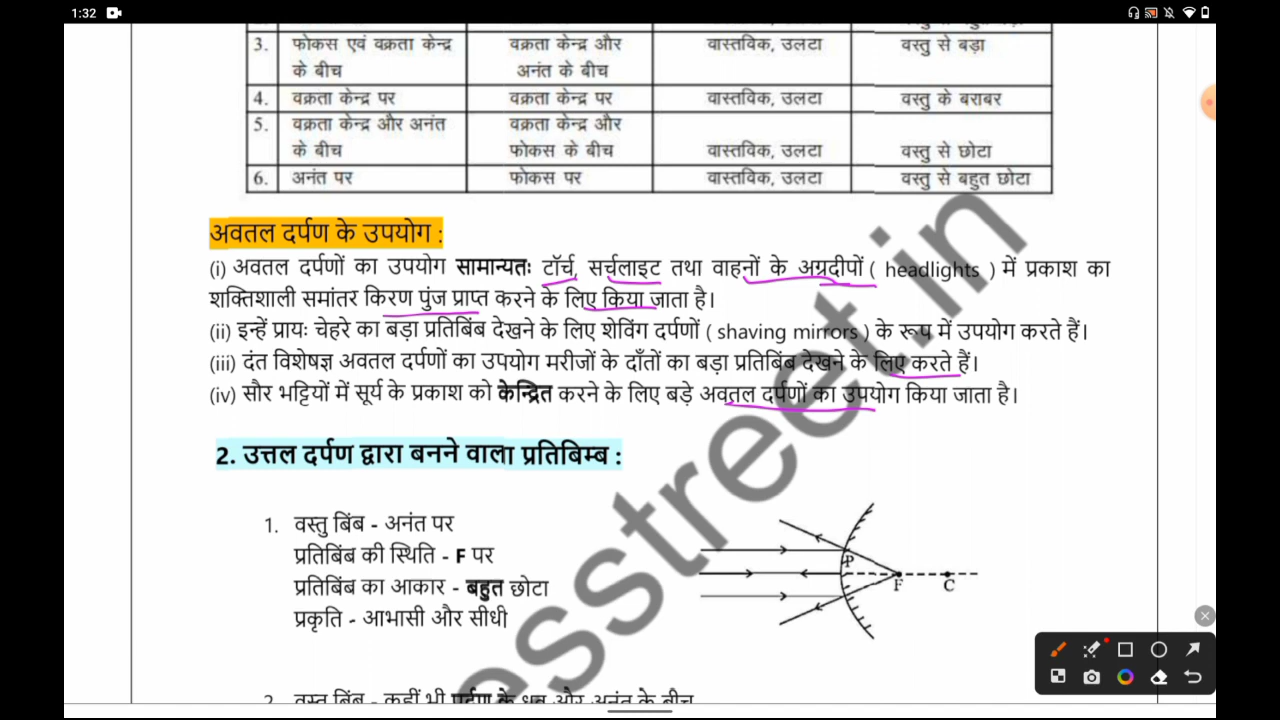 1:32
3. फोकस एवं वक्रता केन्द्र के बीच वक्रता केन्द्र और अनंत के बीच वास्तविक, उलटा वस्तु से बड़ा
4. वक्रता केन्द्र पर वक्रता केन्द्र पर वास्तविक, उलटा वस्तु के बराबर
5. वक्रता केन्द्र और अनंत के बीच वक्रता केन्द्र और फोकस के बीच वास्तविक, उलटा वस्तु से छोटा
6. अनंत पर फोकस पर वास्तविक, उलटा वस्तु से बहुत छोटा
अवतल दर्पण के उपयोग :
(i) अवतल दर्पणों का उपयोग सामान्यतः टॉर्च, सर्चलाइट तथा वाहनों के अग्रदीपों ( headlights ) में प्रकाश का
शक्तिशाली समांतर किरण पुंज प्राप्त करने के लिए किया जाता है।
(ii) इन्हें प्रायः चेहरे का बड़ा प्रतिबिंब देखने के लिए शेविंग दर्पणों ( shaving mirrors ) के रूप में उपयोग करते हैं।
(iii) दंत विशेषज्ञ अवतल दर्पणों का उपयोग मरीजों के दाँतों का बड़ा प्रतिबिंब देखने के लिए करते हैं।
(iv) सौर भट्टियों में सूर्य के प्रकाश को केन्द्रित करने के लिए बड़े अवतल दर्पणों का उपयोग किया जाता है।
2. उत्तल दर्पण द्वारा बनने वाला प्रतिबिम्ब :
1. वस्तु बिंब - अनंत पर
प्रतिबिंब की स्थिति - F पर
प्रतिबिंब का आकार - बहुत छोटा
प्रकृति - आभासी और सीधी
P
F C
essstreet.in